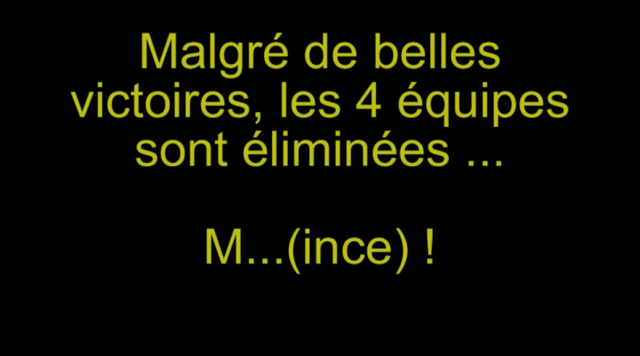 Malgré de belles
victoires, les 4 équipes
sont éliminées ...
M...(ince) !